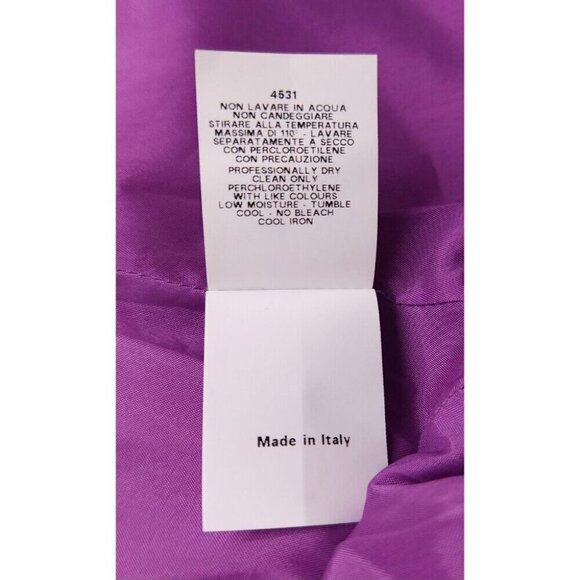 4531
NON LAVARE IN ACQUA
NON CANDEGGIARE
STIRARE ALLA TEMPERATURA
MASSIMA DI 110° - LAVARE
SEPARATAMENTE A SECCO
CON PERCLOROETILENE
CON PRECAUZIONE
PROFESSIONALLY DRY
CLEAN ONLY
PERCHLOROETHYLENE
WITH LIKE COLOURS
LOW MOISTURE - TUMBLE
COOL - NO BLEACH
COOL IRON
Made in Italy